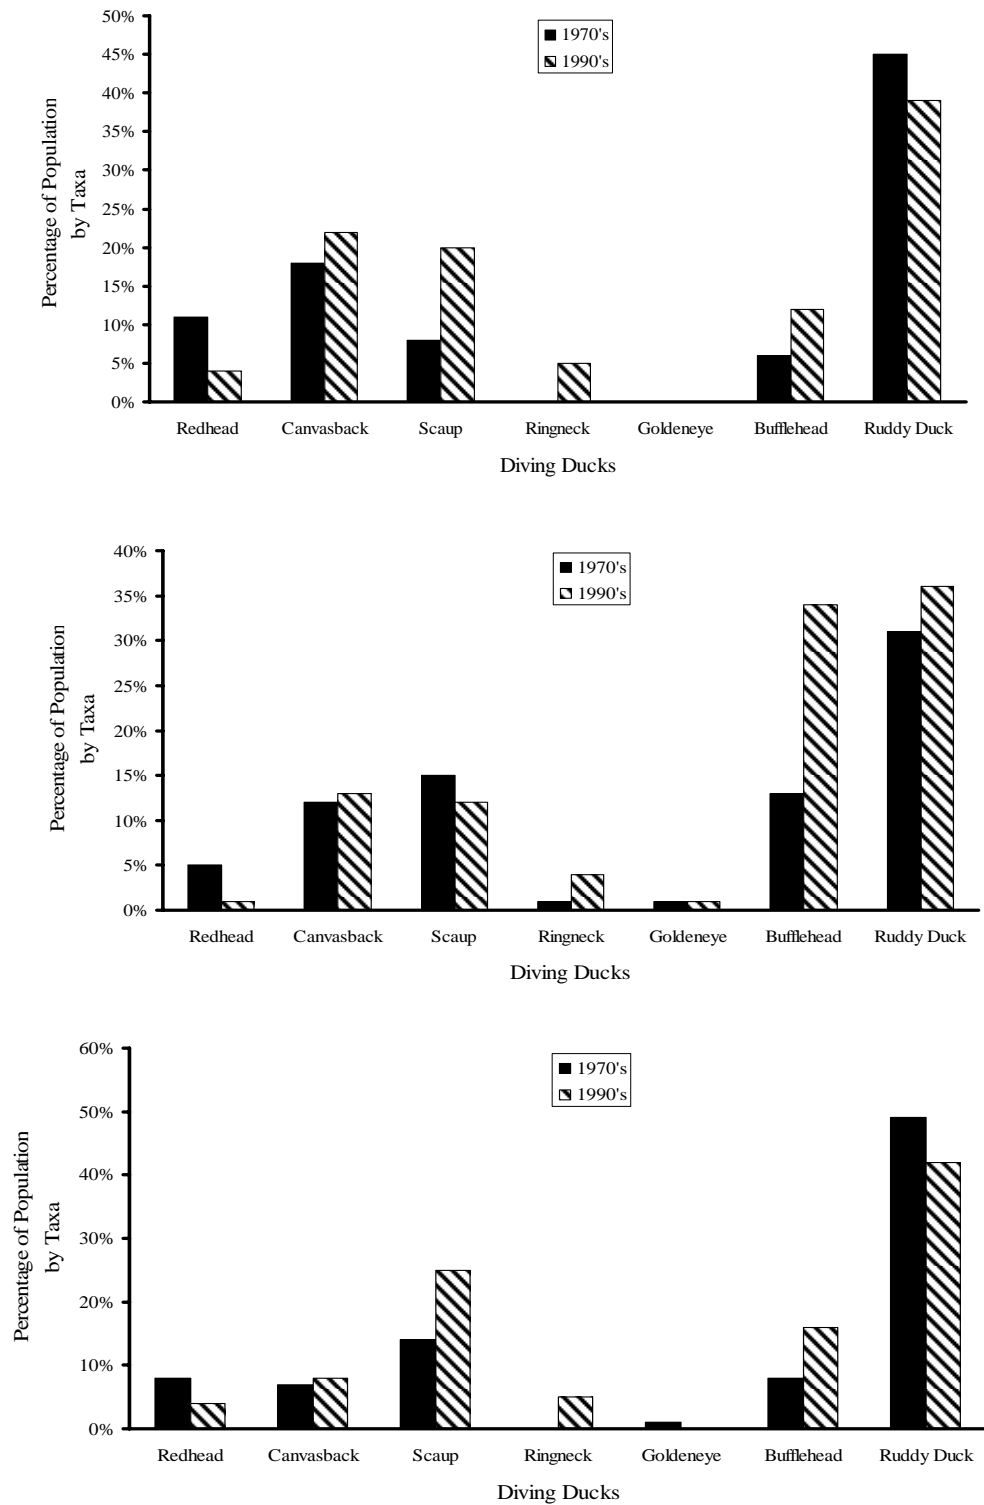 50%
45%
40%
35%
30%
25%
20%
15%
10%
5%
0%
Percentage of Population
by Taxa
1970's
1990's
Redhead Canvasback Scaup Ringneck Goldeneye Bufflehead Ruddy Duck
Diving Ducks
40%
35%
30%
25%
20%
15%
10%
5%
0%
Percentage of Population
by Taxa
1970's
1990's
Redhead Canvasback Scaup Ringneck Goldeneye Bufflehead Ruddy Duck
Diving Ducks
60%
50%
40%
30%
20%
10%
0%
Percentage of Population
by Taxa
1970's
1990's
Redhead Canvasback Scaup Ringneck Goldeneye Bufflehead Ruddy Duck
Diving Ducks